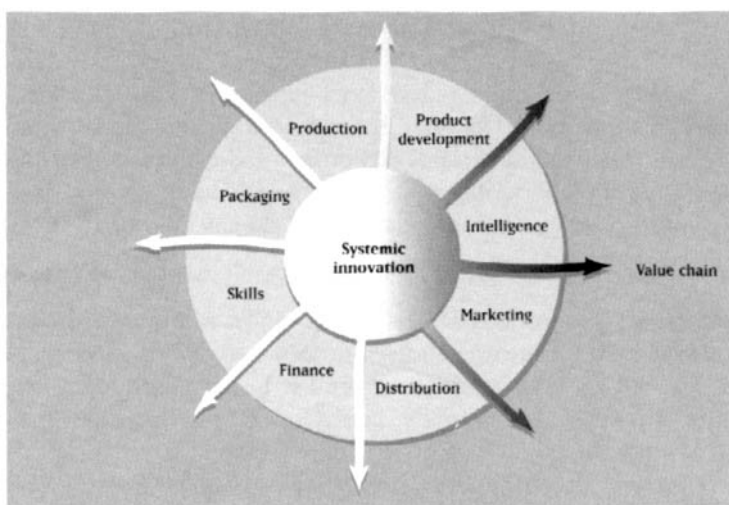 Production
Product
development
Packaging
Intelligence
Systemic
innovation
Value chain
Skills
Marketing
Finance
Distribution